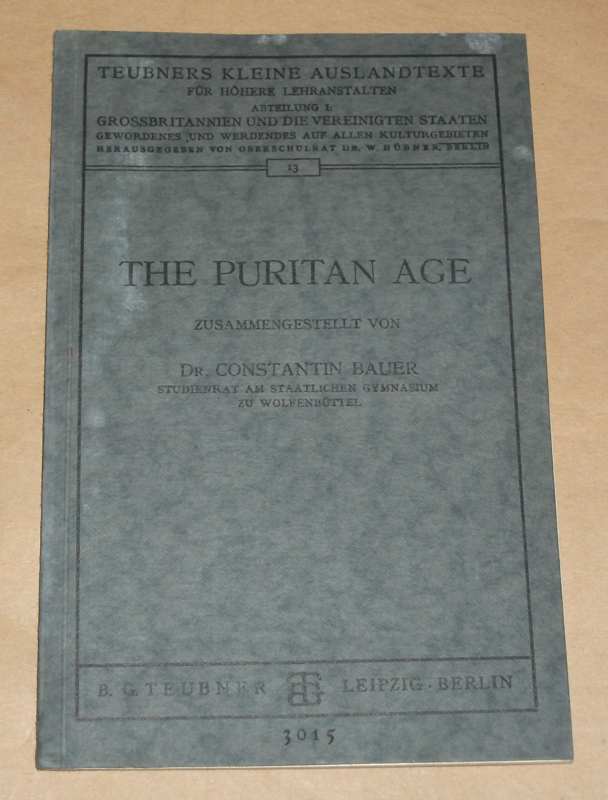 TEUBNERS KLEINE AUSLANDTEXTE
FÜR HÖHERE LEHRANSTALTEN
ABTEILUNG I:
GROSSBRITANNIEN UND DIE VEREINIGTEN STAATEN
GEWORDENES UND WERDENDES AUF ALLEN KULTURGEBIETEN
HERAUSGEGEBEN VON OBERSCHULRAT DR. W. HÜBNER, BERLIN
13
THE PURITAN AGE
ZUSAMMENGESTELLT VON
DR. CONSTANTIN BAUER
STUDIENRAT AM STAATLICHEN GYMNASIUM
ZU WOLFENBÜTTEL
B. G. TEUBNER LEIPZIG · BERLIN
3015